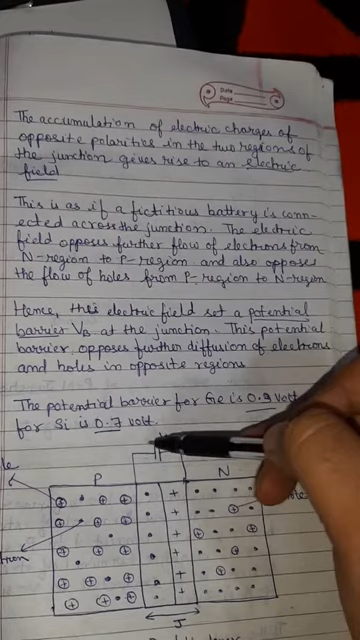 Date
Page
The accumulation of electric charges of
opposite polarities in the two regions of
the junction gives rise to an electric
field
This is as if a fictitious battery is conn-
ected across the junction. The electric
field opposes further flow of electrons from
N-region to P-region and also opposes
the flow of holes from P-region to N-region
Hence, this electric field set a potential
barrier VB at the junction. This potential
barrier, opposes further diffusion of electrons
and holes in opposite regions
The potential barrier for Ge is 0.3 volt
for Si is 0.7 volt.
P N
J